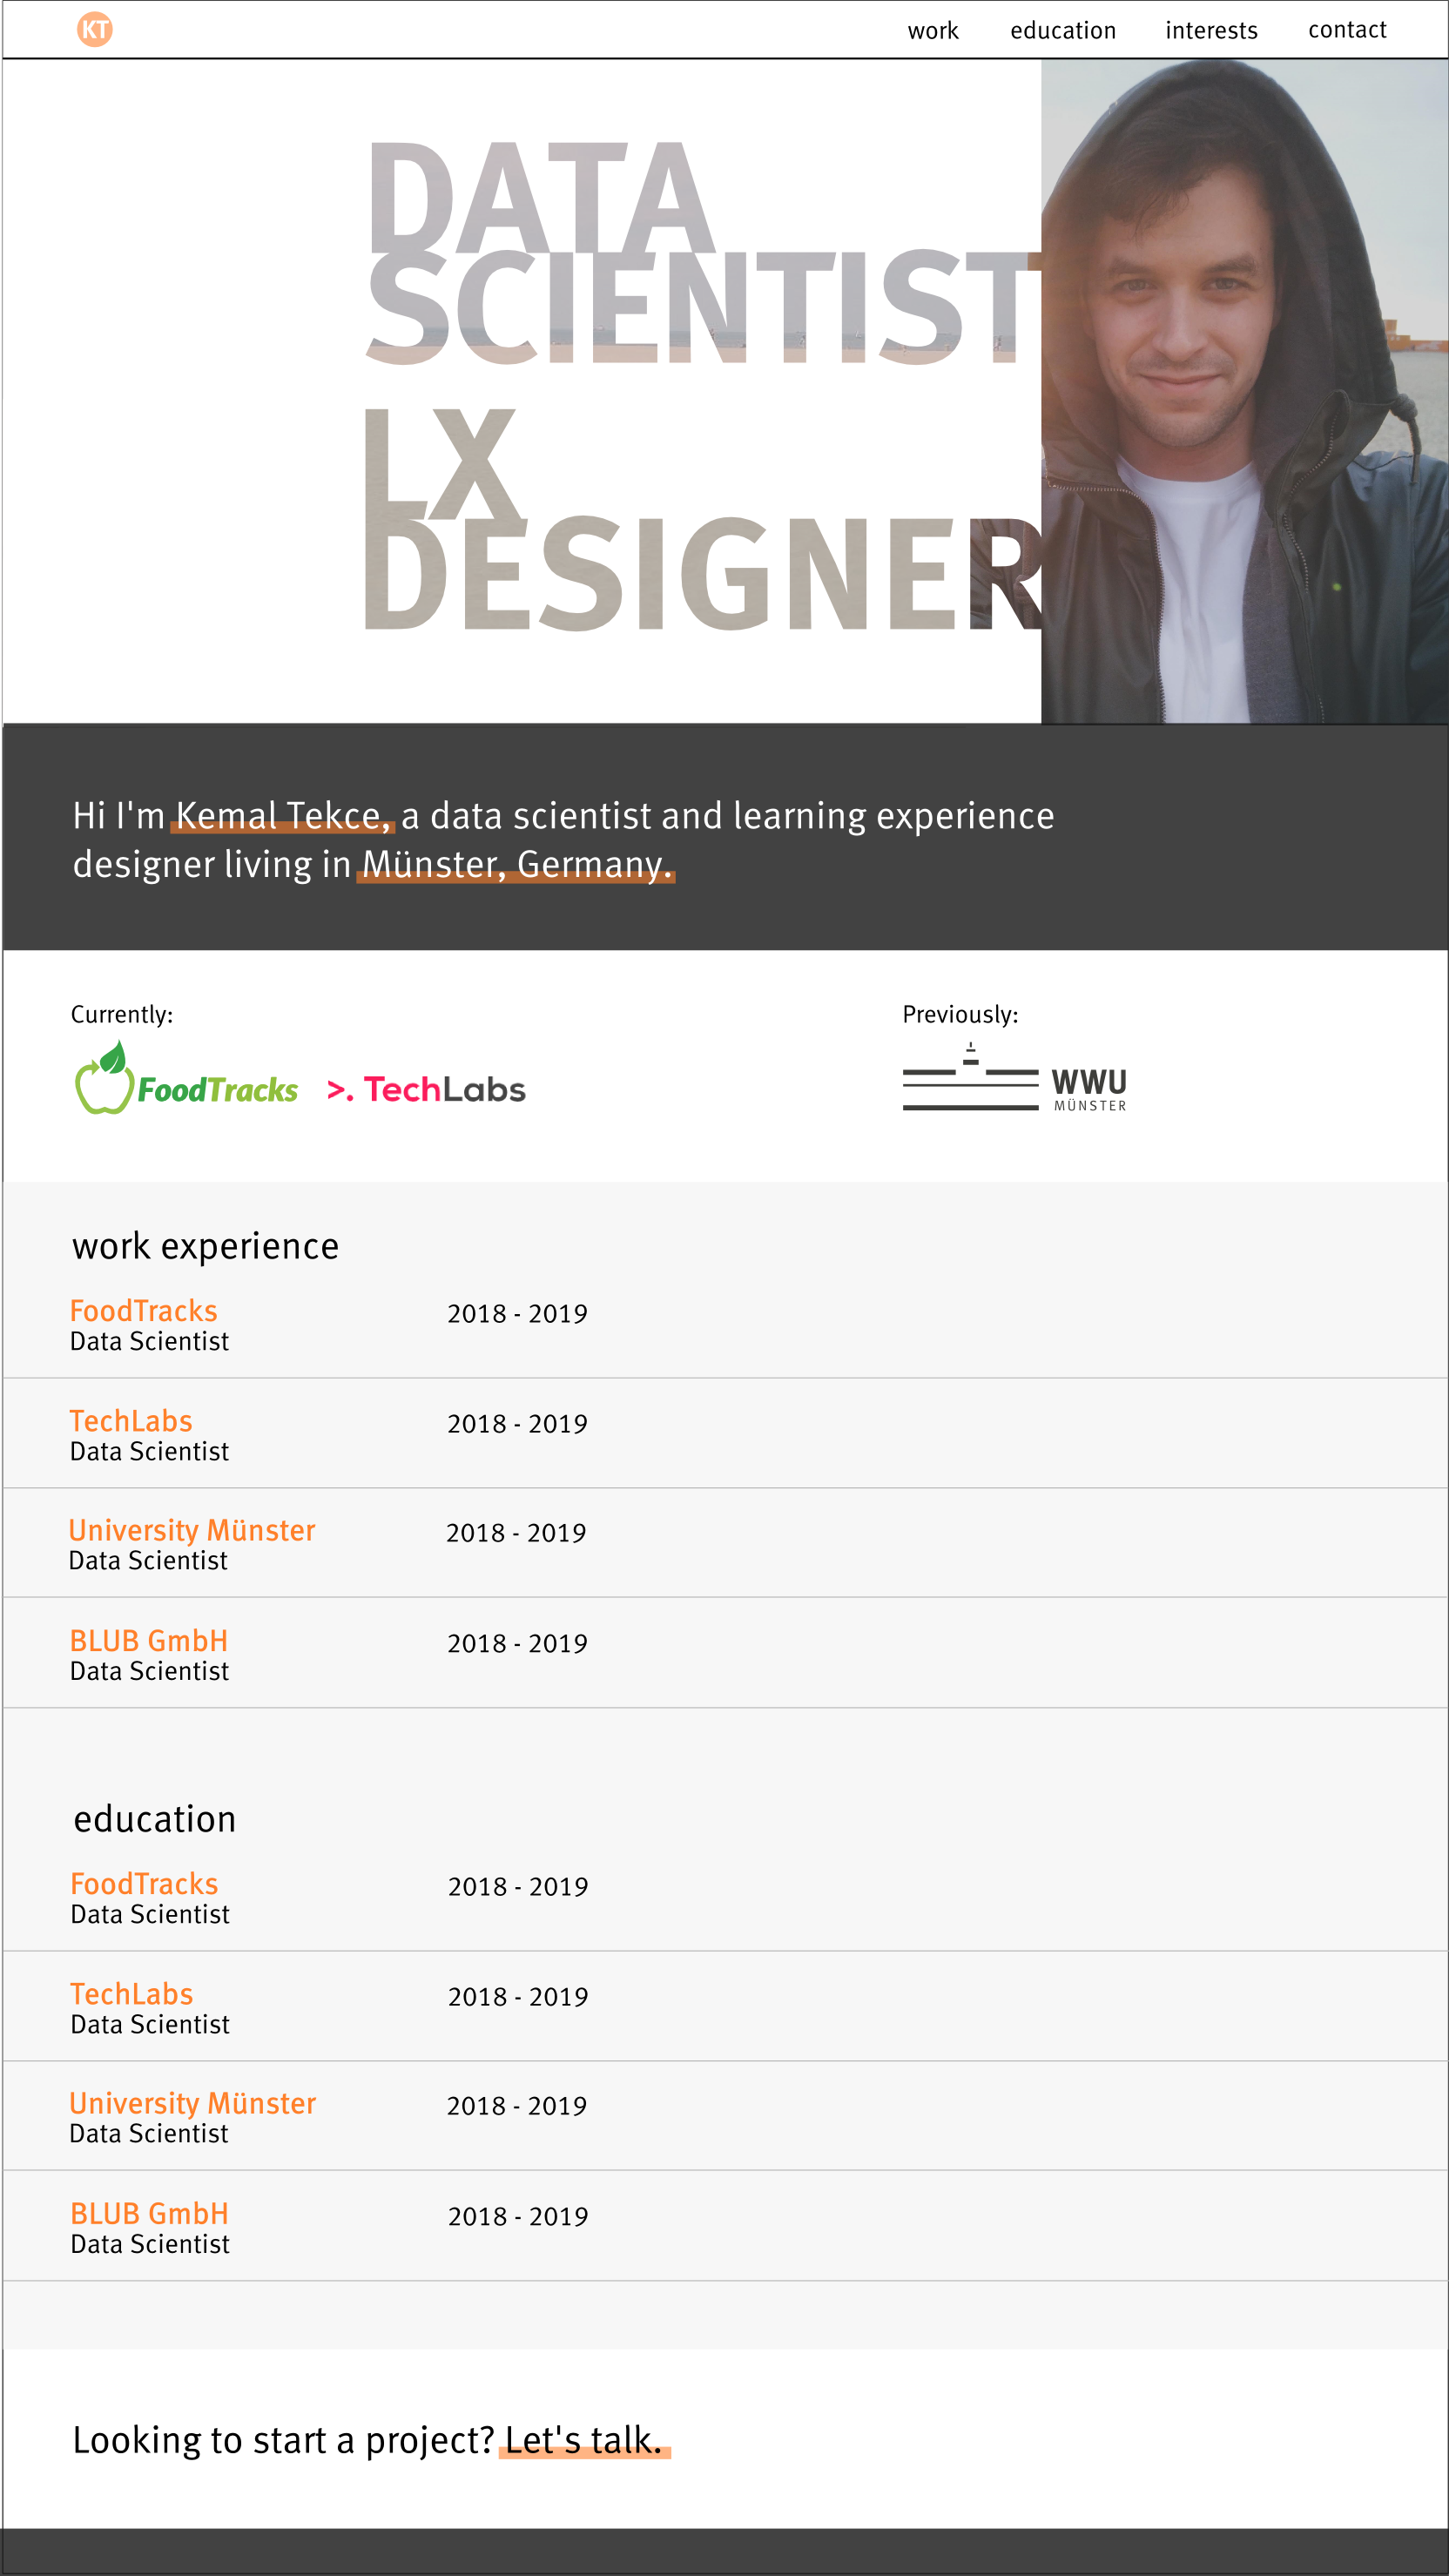 KT
work education interests contact
DATA
SCIENTIST
LX
DESIGNER
Hi I'm Kemal Tekce, a data scientist and learning experience
designer living in Münster, Germany.
Currently:
Previously:
FoodTracks
>. TechLabs
WWU
MÜNSTER
work experience
FoodTracks 2018 - 2019
Data Scientist
TechLabs 2018 - 2019
Data Scientist
University Münster 2018 - 2019
Data Scientist
BLUB GmbH 2018 - 2019
Data Scientist
education
FoodTracks 2018 - 2019
Data Scientist
TechLabs 2018 - 2019
Data Scientist
University Münster 2018 - 2019
Data Scientist
BLUB GmbH 2018 - 2019
Data Scientist
Looking to start a project? Let's talk.